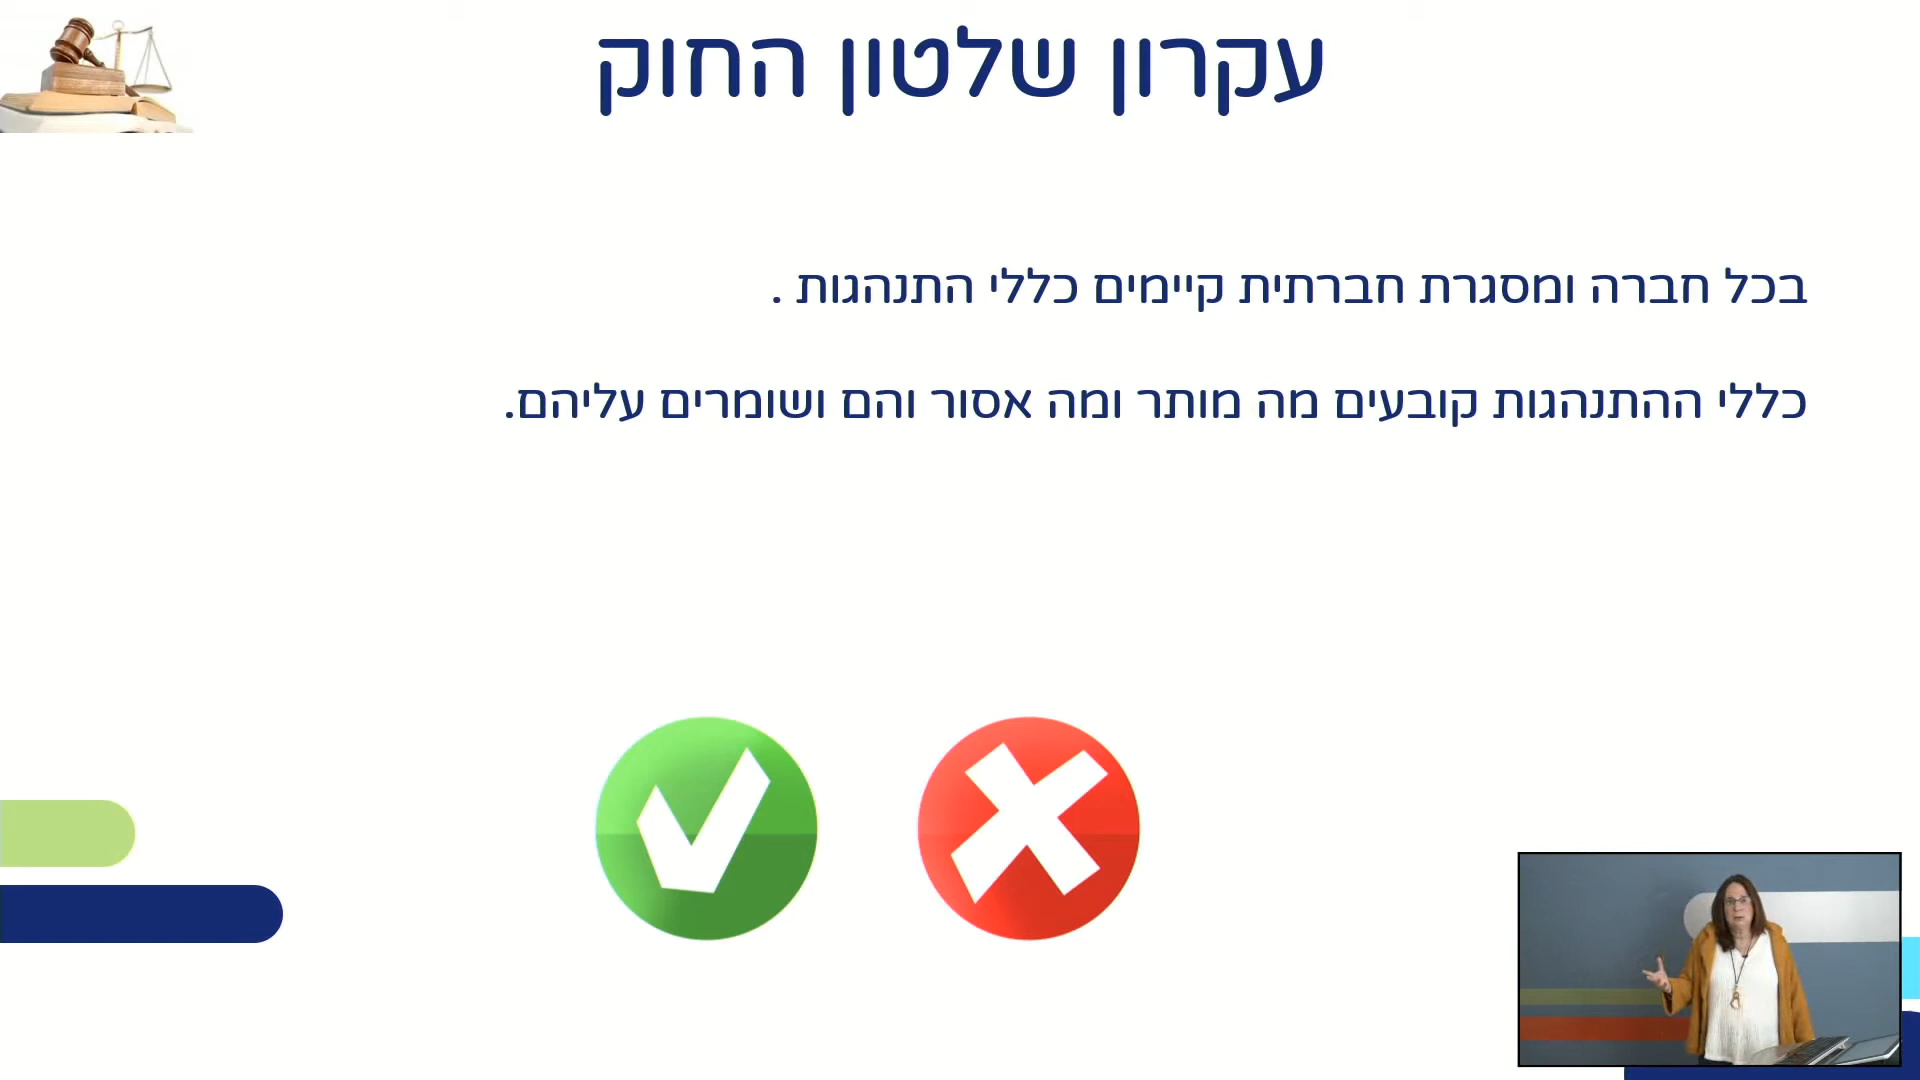 עקרון שלטון החוק
בכל חברה ומסגרת חברתית קיימים כללי התנהגות .
כללי ההתנהגות קובעים מה מותר ומה אסור והם ושומרים עליהם.